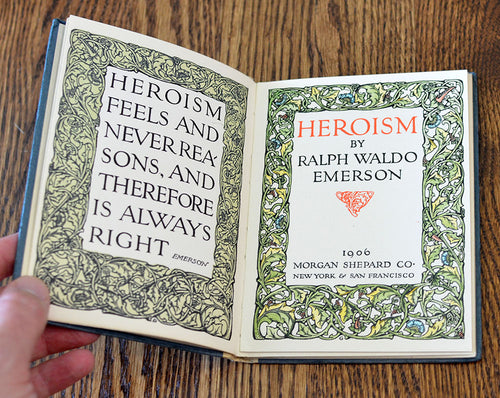 HEROISM
FEELS AND
NEVER REA-
SONS, AND
THEREFORE
IS ALWAYS
RIGHT EMERSON
HEROISM
BY
RALPH WALDO
EMERSON
1906
MORGAN SHEPARD CO.
NEW YORK & SAN FRANCISCO